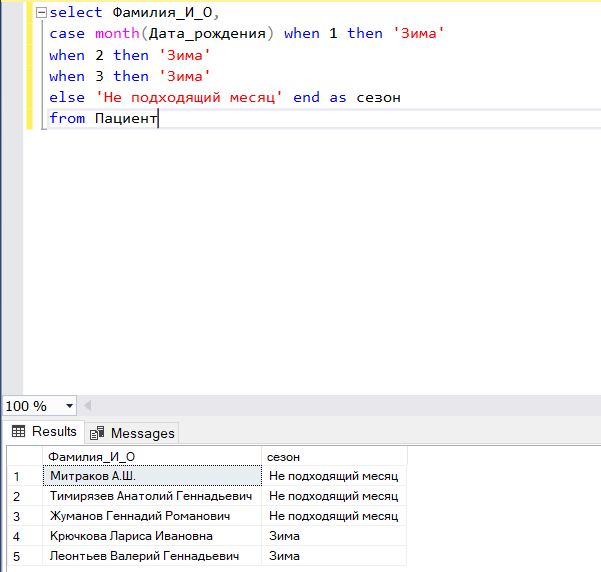 select Фамилия_И_О,
case month(Дата_рождения) when 1 then 'Зима'
when 2 then 'Зима'
when 3 then 'Зима'
else 'Не подходящий месяц' end as сезон
from Пациент
100 %
Results Messages
Фамилия_И_О сезон
1 Митраков А.Ш. Не подходящий месяц
2 Тимирязев Анатолий Геннадьевич Не подходящий месяц
3 Жуманов Геннадий Романович Не подходящий месяц
4 Крючкова Лариса Ивановна Зима
5 Леонтьев Валерий Геннадьевич Зима